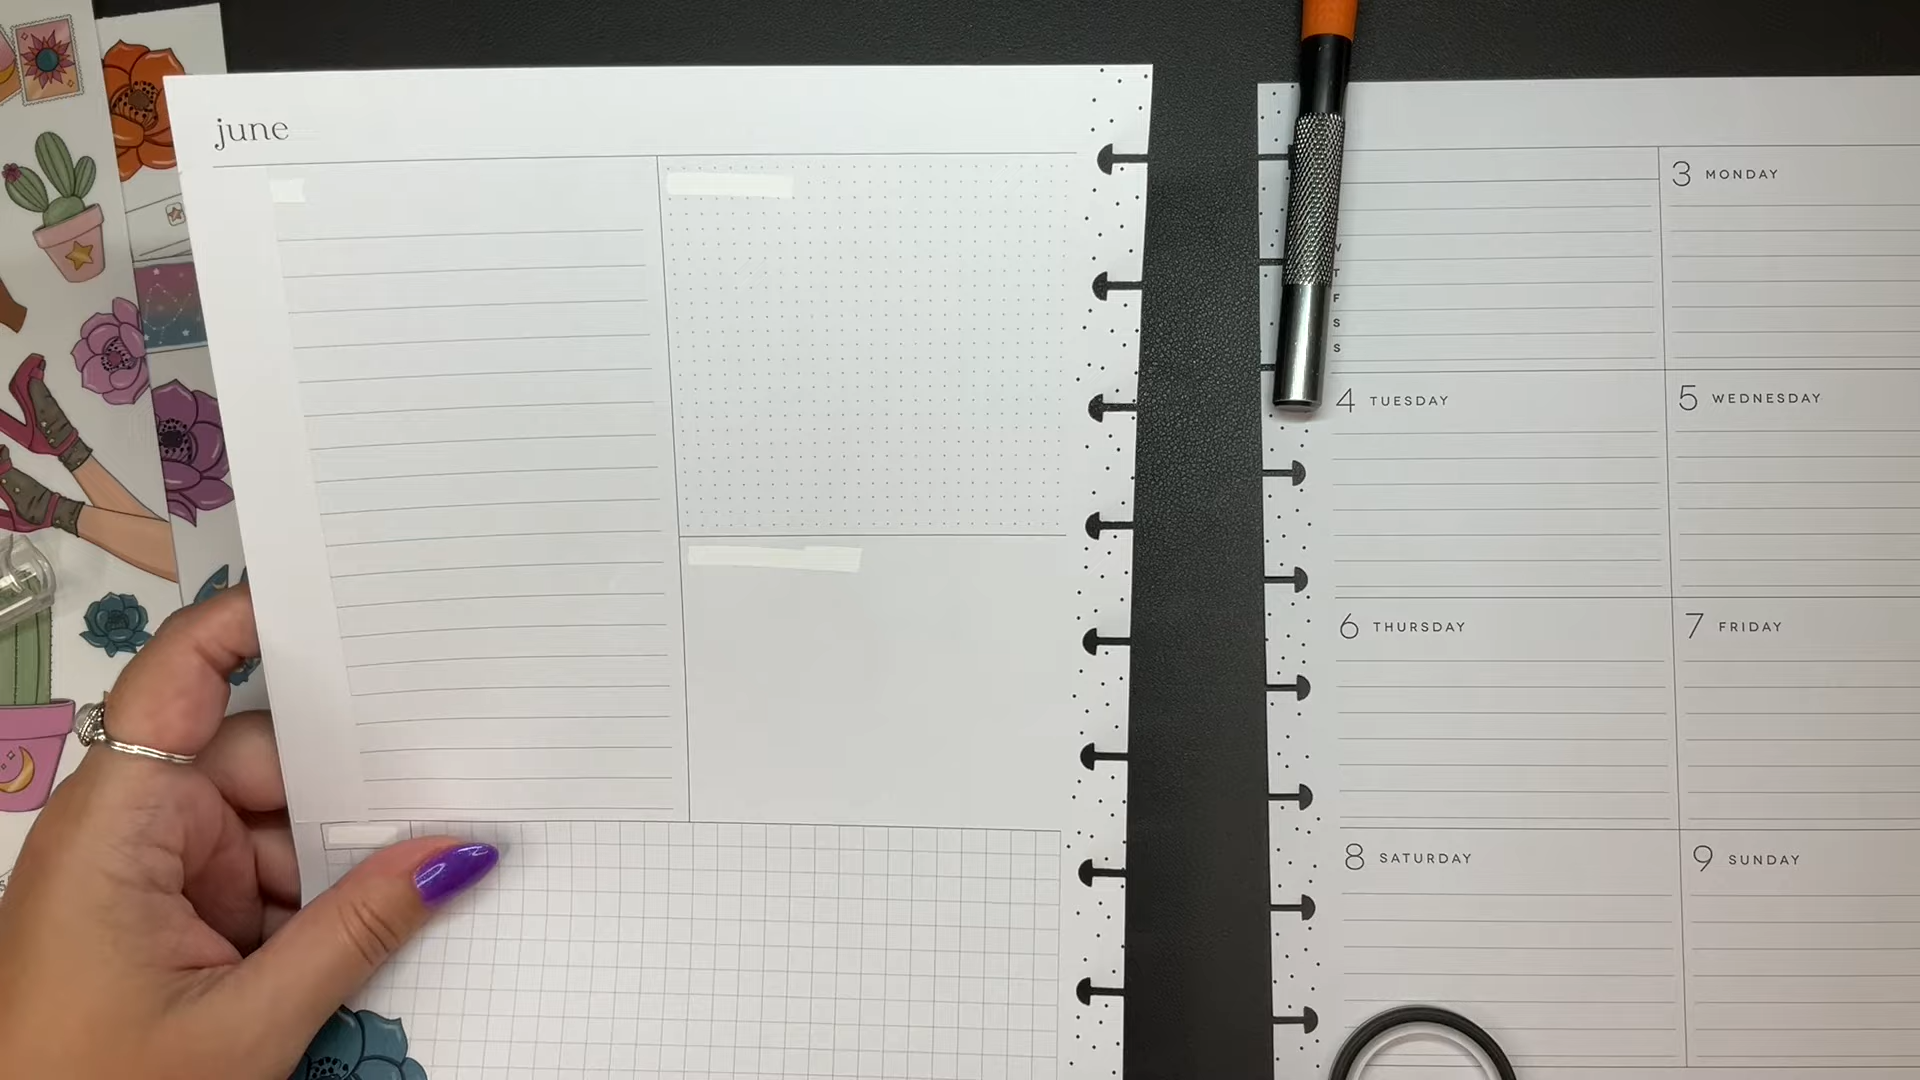 june
3 MONDAY
T
F
S
S
4 TUESDAY
5 WEDNESDAY
6 THURSDAY
7 FRIDAY
8 SATURDAY
9 SUNDAY